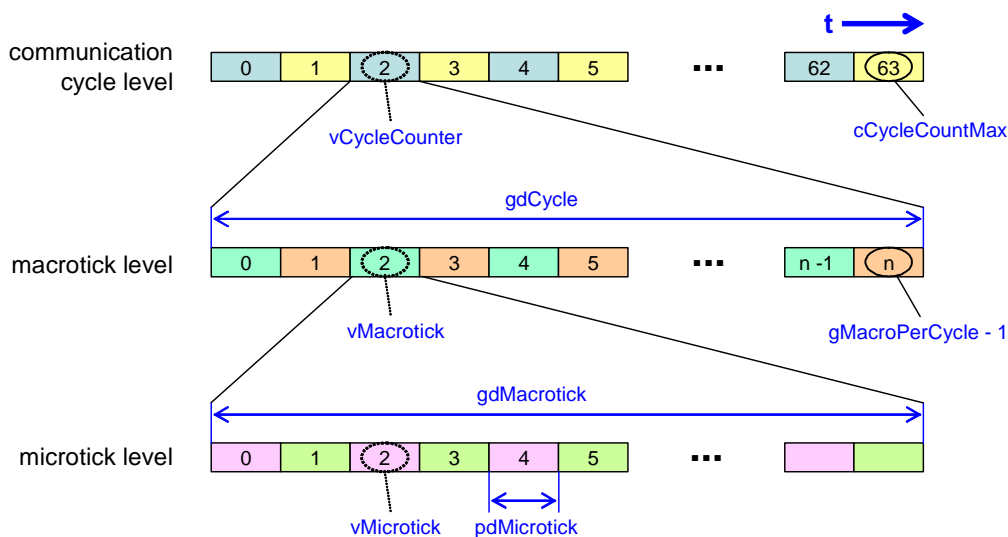 t
communication
cycle level
0 1 2 3 4 5 ... 62 63
vCycleCounter
cCycleCountMax
gdCycle
macrotick level
0 1 2 3 4 5 ... n -1 n
vMacrotick
gMacroPerCycle - 1
gdMacrotick
microtick level
0 1 2 3 4 5 ...
vMicrotick
pdMicrotick